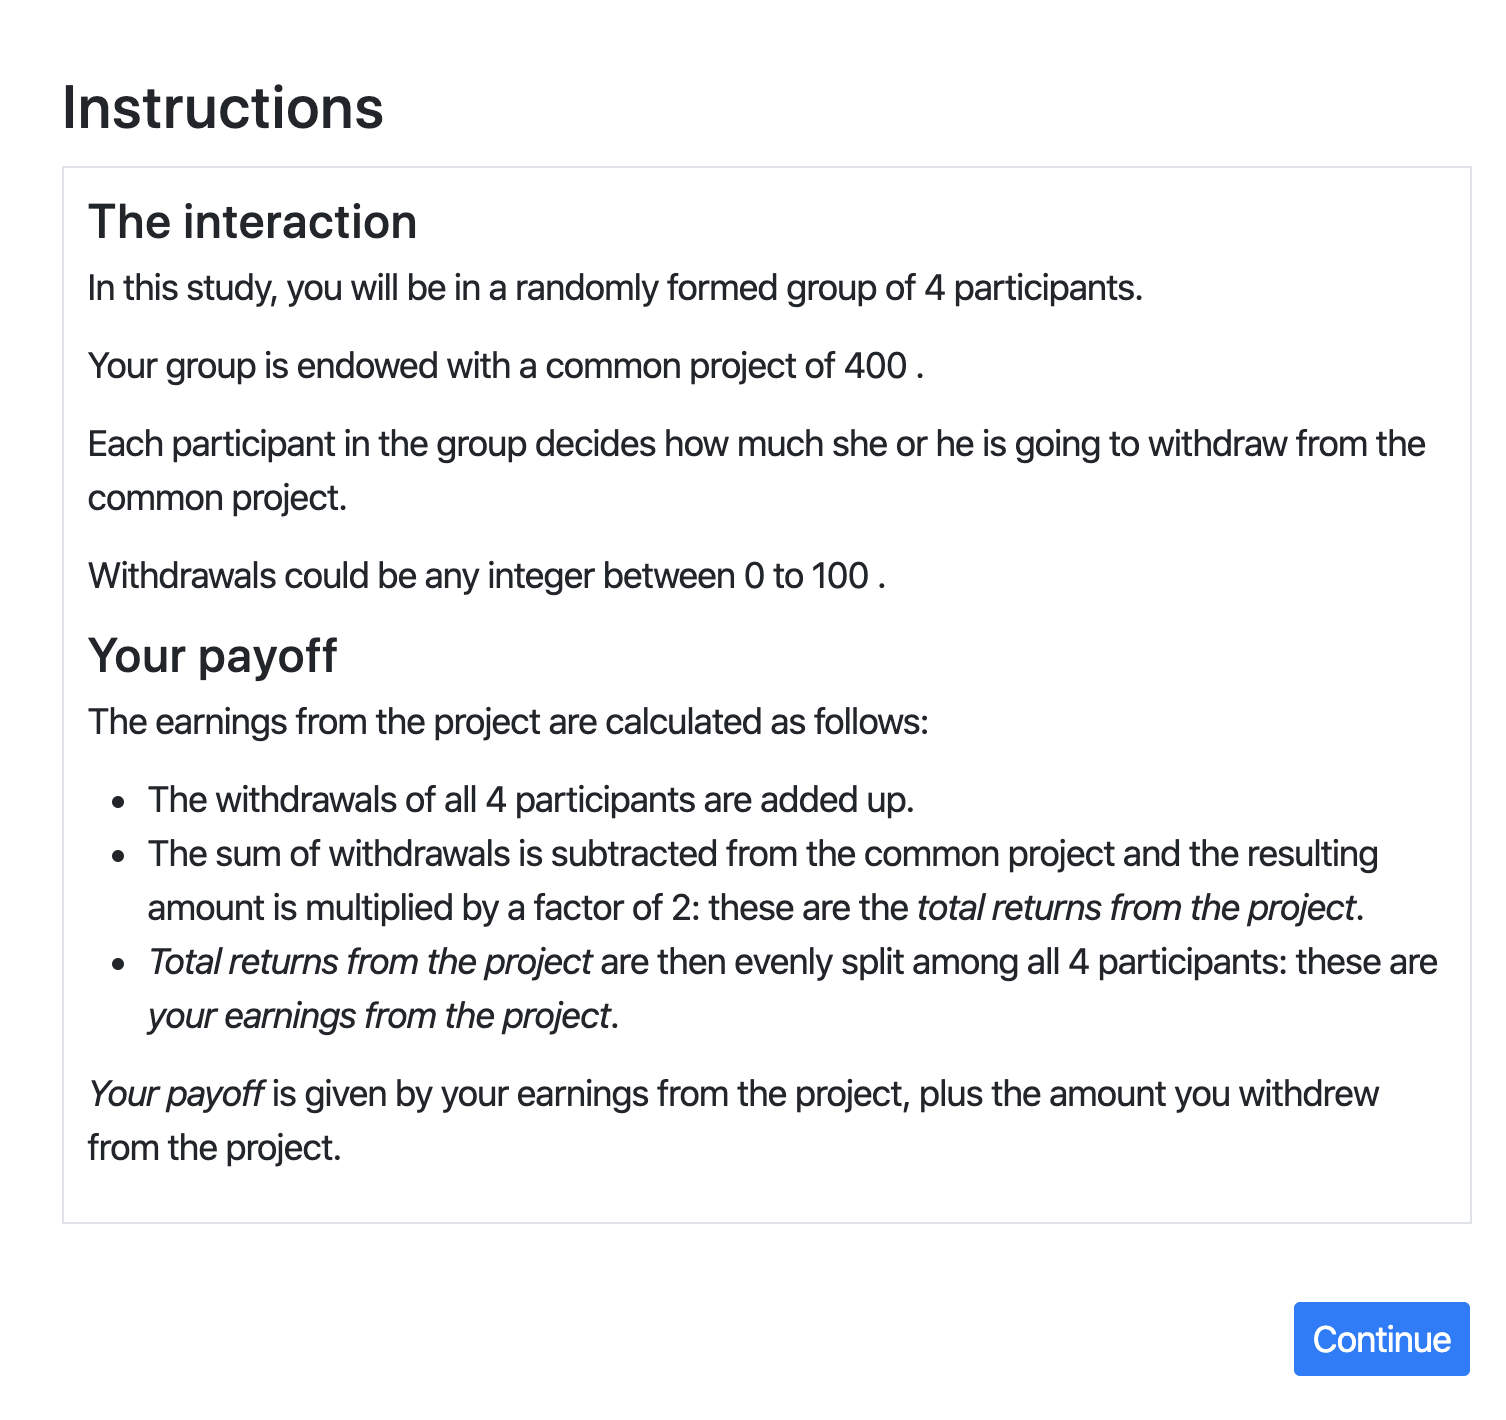 Instructions
The interaction
In this study, you will be in a randomly formed group of 4 participants.
Your group is endowed with a common project of 400 .
Each participant in the group decides how much she or he is going to withdraw from the
common project.
Withdrawals could be any integer between 0 to 100 .
Your payoff
The earnings from the project are calculated as follows:
• The withdrawals of all 4 participants are added up.
• The sum of withdrawals is subtracted from the common project and the resulting
amount is multiplied by a factor of 2: these are the total returns from the project.
• Total returns from the project are then evenly split among all 4 participants: these are
your earnings from the project.
Your payoff is given by your earnings from the project, plus the amount you withdrew
from the project.
Continue